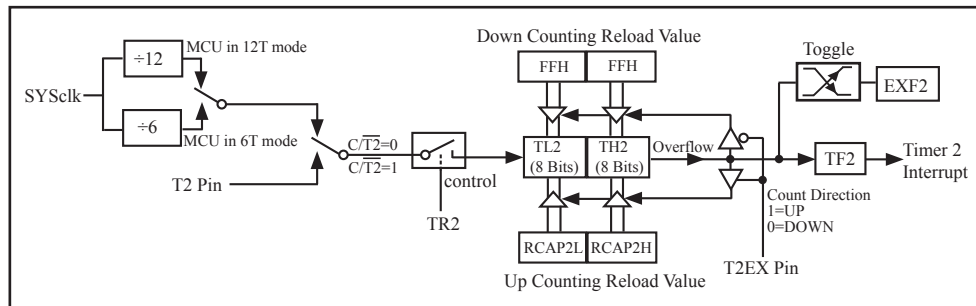 Down Counting Reload Value
Toggle
÷12
MCU in 12T mode
FFH
FFH
EXF2
SYSclk
÷6
MCU in 6T mode
C/T2=0
C/T2=1
TL2
(8 Bits)
TH2
(8 Bits)
Overflow
TF2
Timer 2
Interrupt
T2 Pin
control
TR2
Count Direction
1=UP
0=DOWN
RCAP2L
RCAP2H
T2EX Pin
Up Counting Reload Value